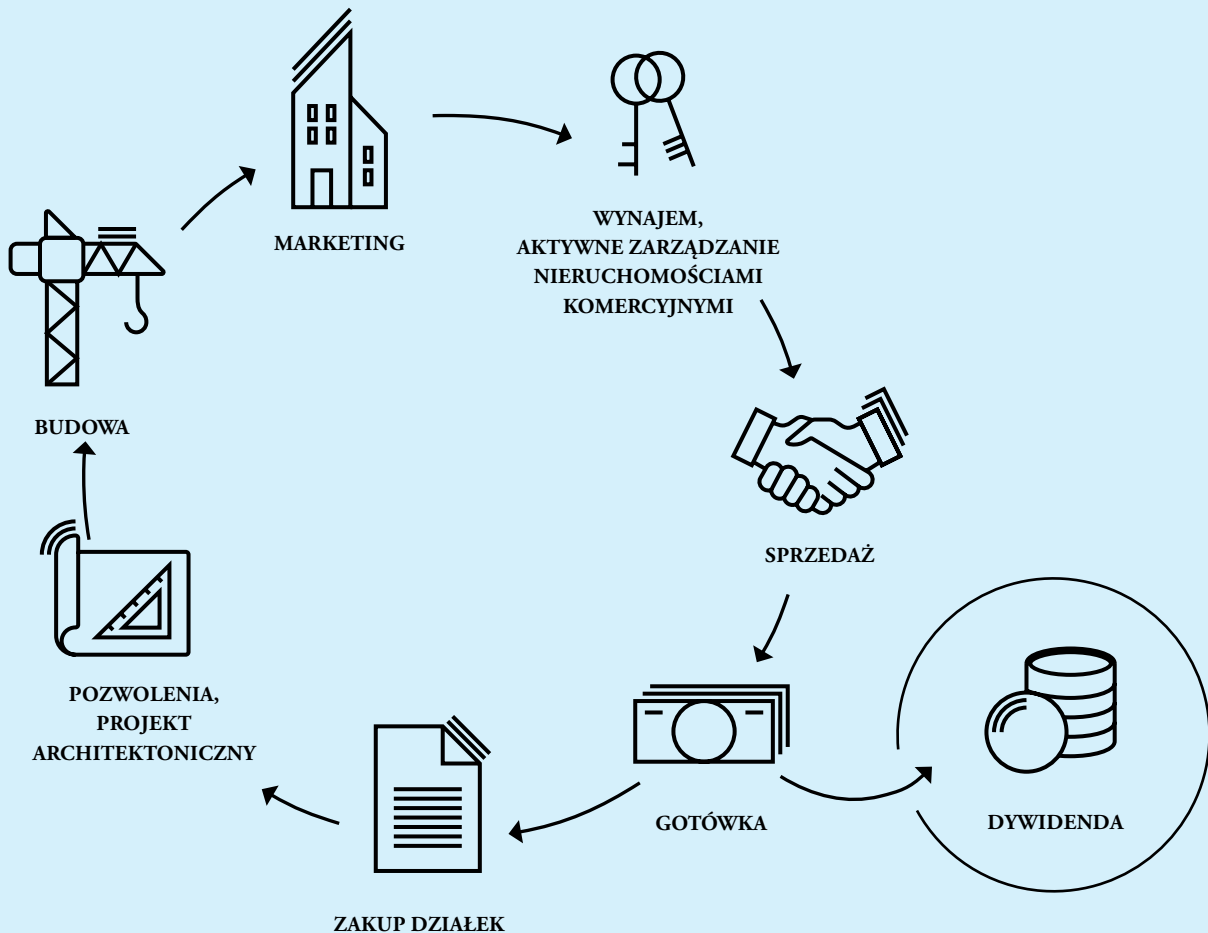 MARKETING
WYNAJEM,
AKTYWNE ZARZĄDZANIE
NIERUCHOMOŚCIAMI
KOMERCYJNYMI
BUDOWA
SPRZEDAŻ
POZWOLENIA,
PROJEKT
ARCHITEKTONICZNY
GOTÓWKA
DYWIDENDA
ZAKUP DZIAŁEK